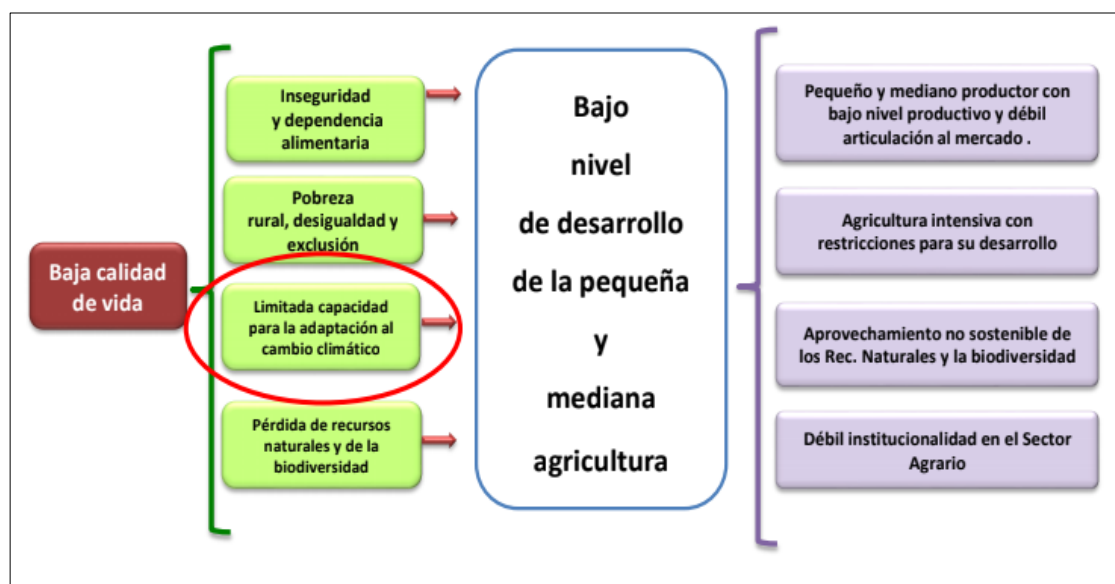 Baja calidad
de vida
Inseguridad
y dependencia
alimentaria
Pobreza
rural, desigualdad y
exclusión
Limitada capacidad
para la adaptación al
cambio climático
Pérdida de recursos
naturales y de la
biodiversidad
Bajo
nivel
de desarrollo
de la pequeña
y
mediana
agricultura
Pequeño y mediano productor con
bajo nivel productivo y débil
articulación al mercado .
Agricultura intensiva con
restricciones para su desarrollo
Aprovechamiento no sostenible de
los Rec. Naturales y la biodiversidad
Débil institucionalidad en el Sector
Agrario